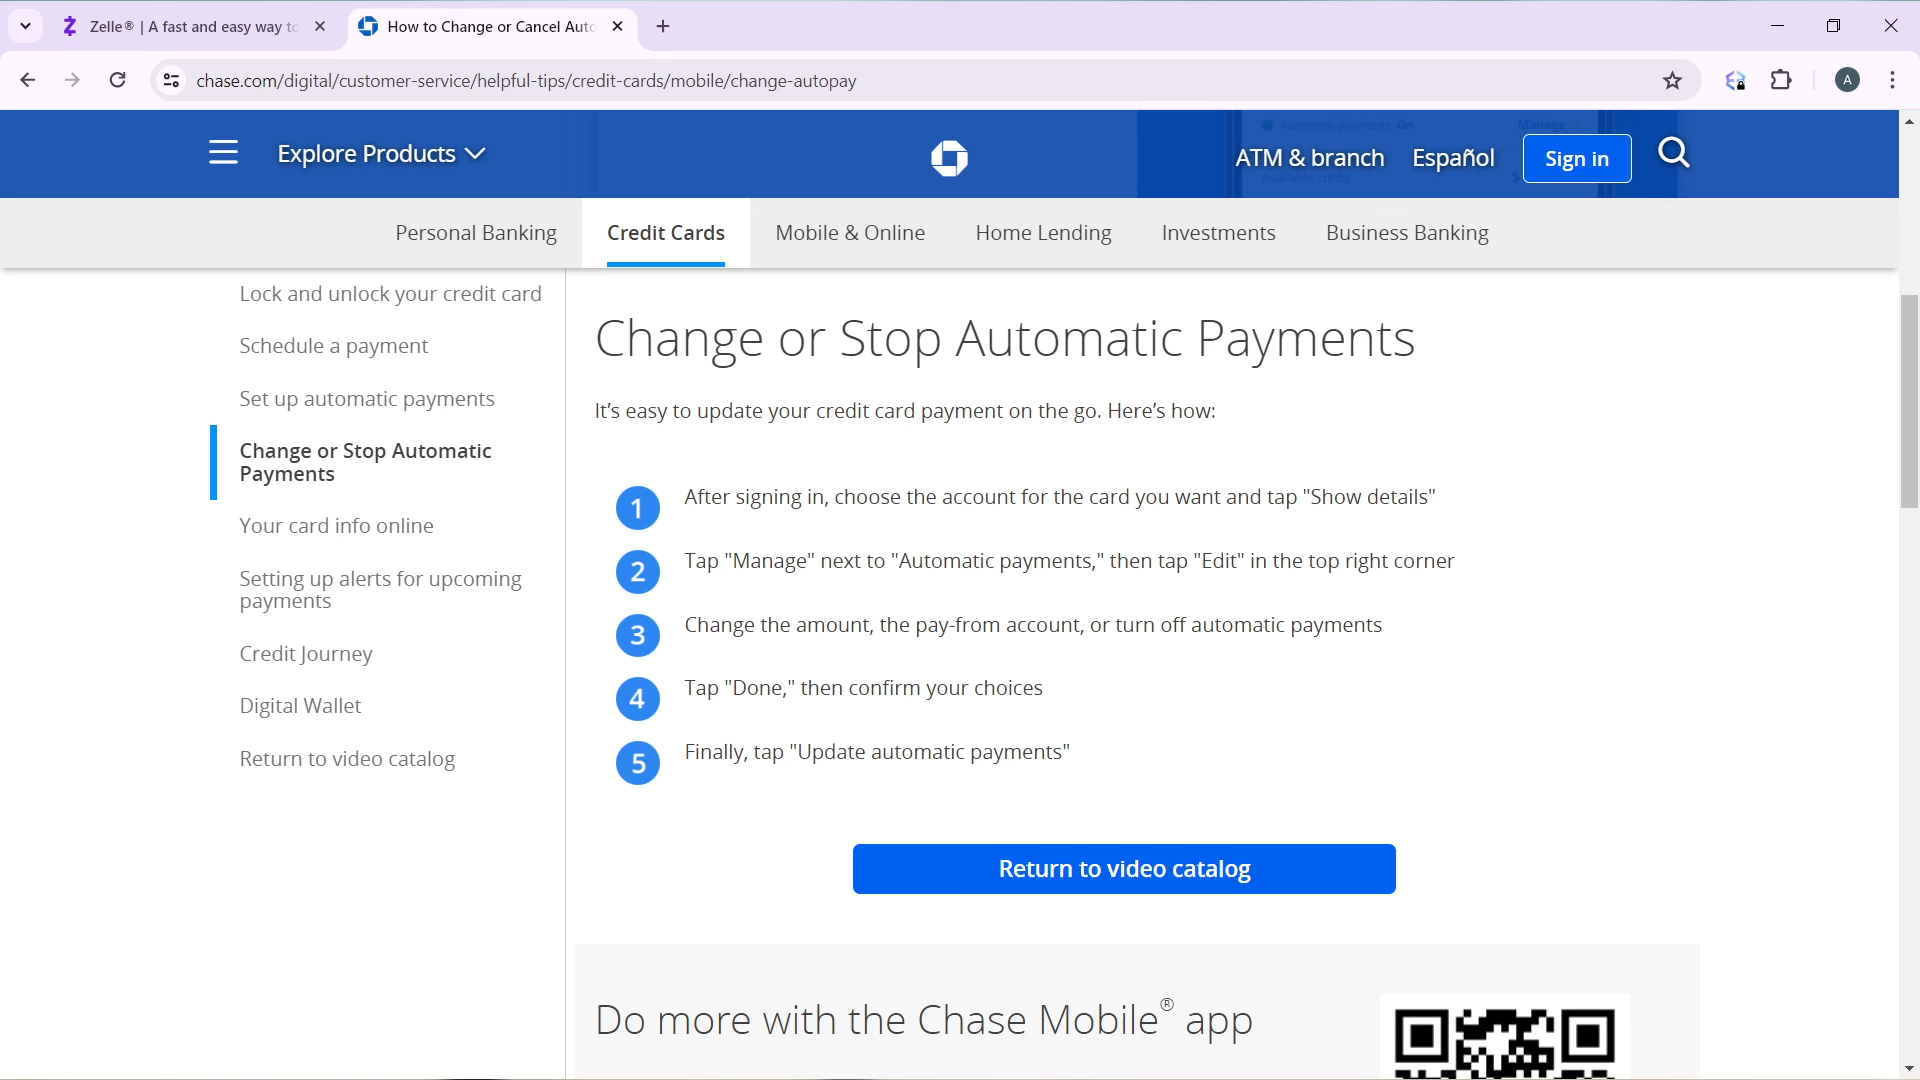 Zelle® | A fast and easy way to
How to Change or Cancel Auto
chase.com/digital/customer-service/helpful-tips/credit-cards/mobile/change-autopay
A
Explore Products
ATM & branch
Español
Sign in
Automatic payments: On
Manage
Available credit
Personal Banking
Credit Cards
Mobile & Online
Home Lending
Investments
Business Banking
Lock and unlock your credit card
Schedule a payment
Set up automatic payments
Change or Stop Automatic
Payments
Your card info online
Setting up alerts for upcoming
payments
Credit Journey
Digital Wallet
Return to video catalog
Change or Stop Automatic Payments
It's easy to update your credit card payment on the go. Here's how:
1 After signing in, choose the account for the card you want and tap "Show details"
2 Tap "Manage" next to "Automatic payments," then tap "Edit" in the top right corner
3 Change the amount, the pay-from account, or turn off automatic payments
4 Tap "Done," then confirm your choices
5 Finally, tap "Update automatic payments"
Return to video catalog
Do more with the Chase Mobile® app